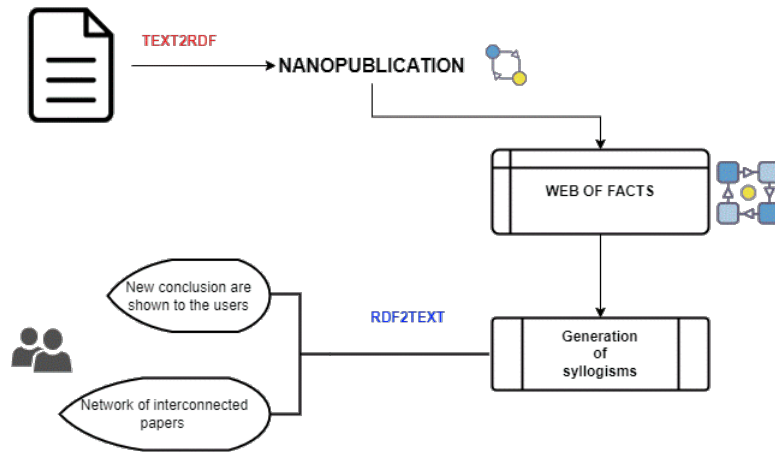 TEXT2RDF
NANOPUBLICATION
WEB OF FACTS
New conclusion are
shown to the users
RDF2TEXT
Generation
of
syllogisms
Network of interconnected
papers